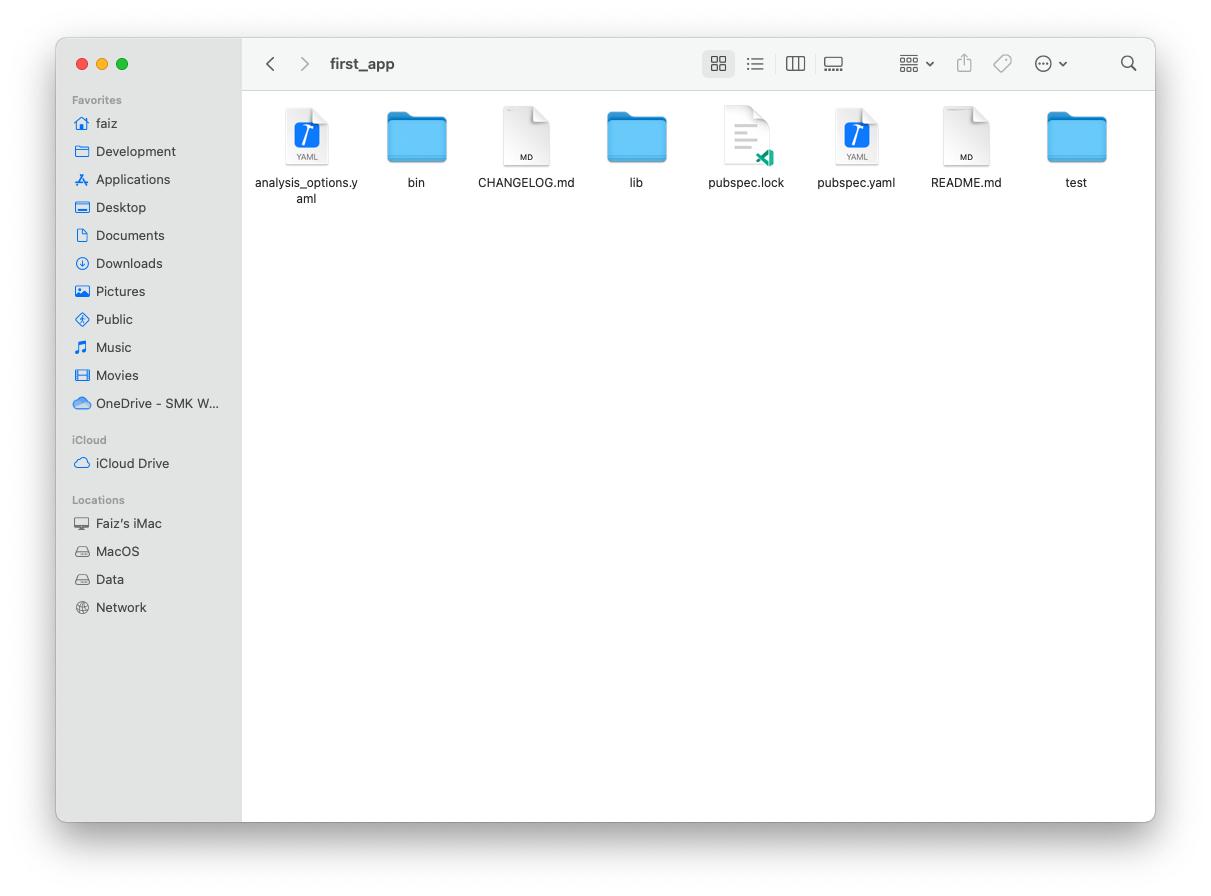 first_app
Favorites
faiz
Development
Applications
Desktop
Documents
Downloads
Pictures
Public
Music
Movies
OneDrive - SMK W...
iCloud
iCloud Drive
Locations
Faiz's iMac
MacOS
Data
Network
YAML
analysis_options.y
aml
bin
MD
CHANGELOG.md
lib
pubspec.lock
YAML
pubspec.yaml
MD
README.md
test